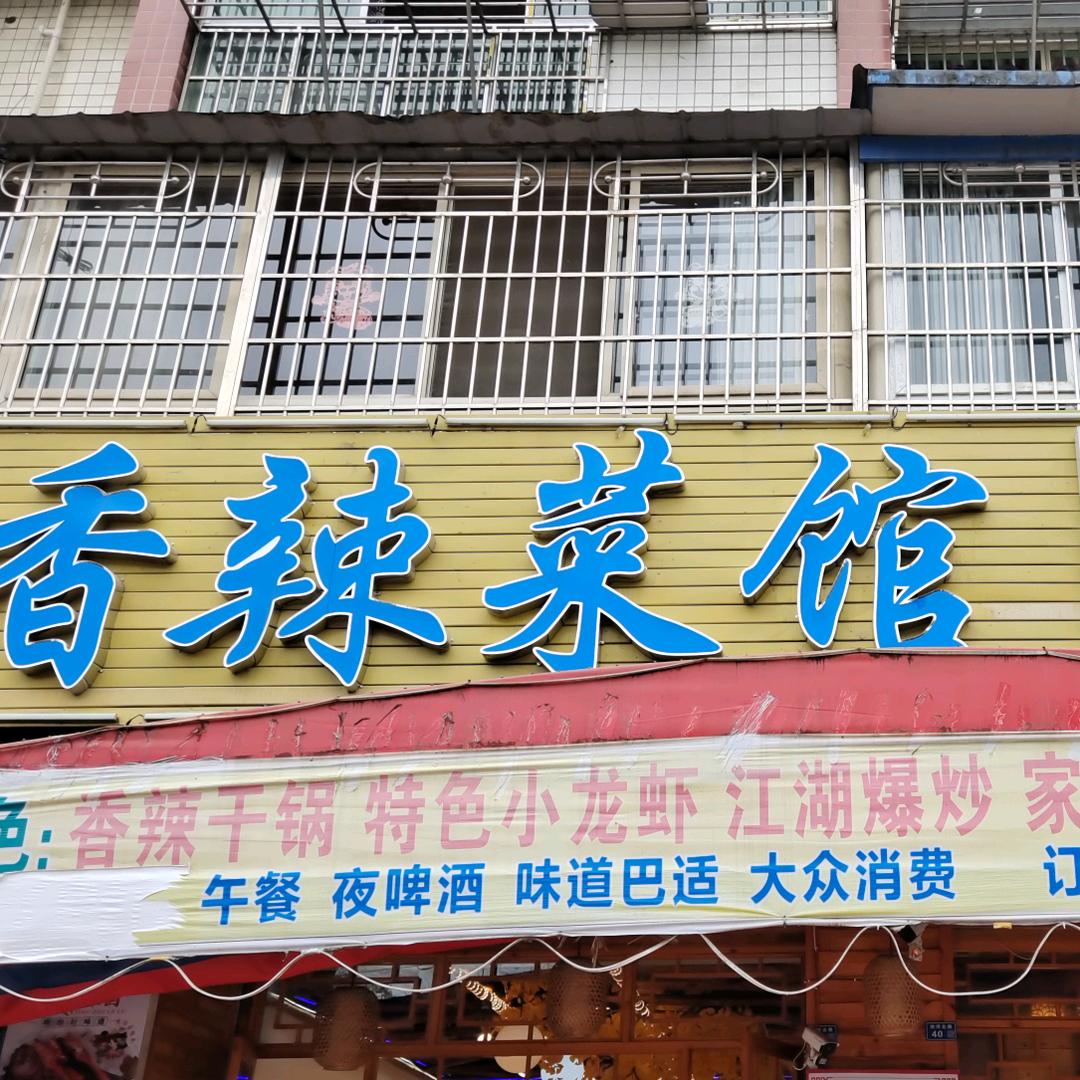 香辣菜馆
色: 香辣干锅 特色小龙虾 江湖爆炒 家
午餐 夜啤酒 味道巴适 大众消费 订
40